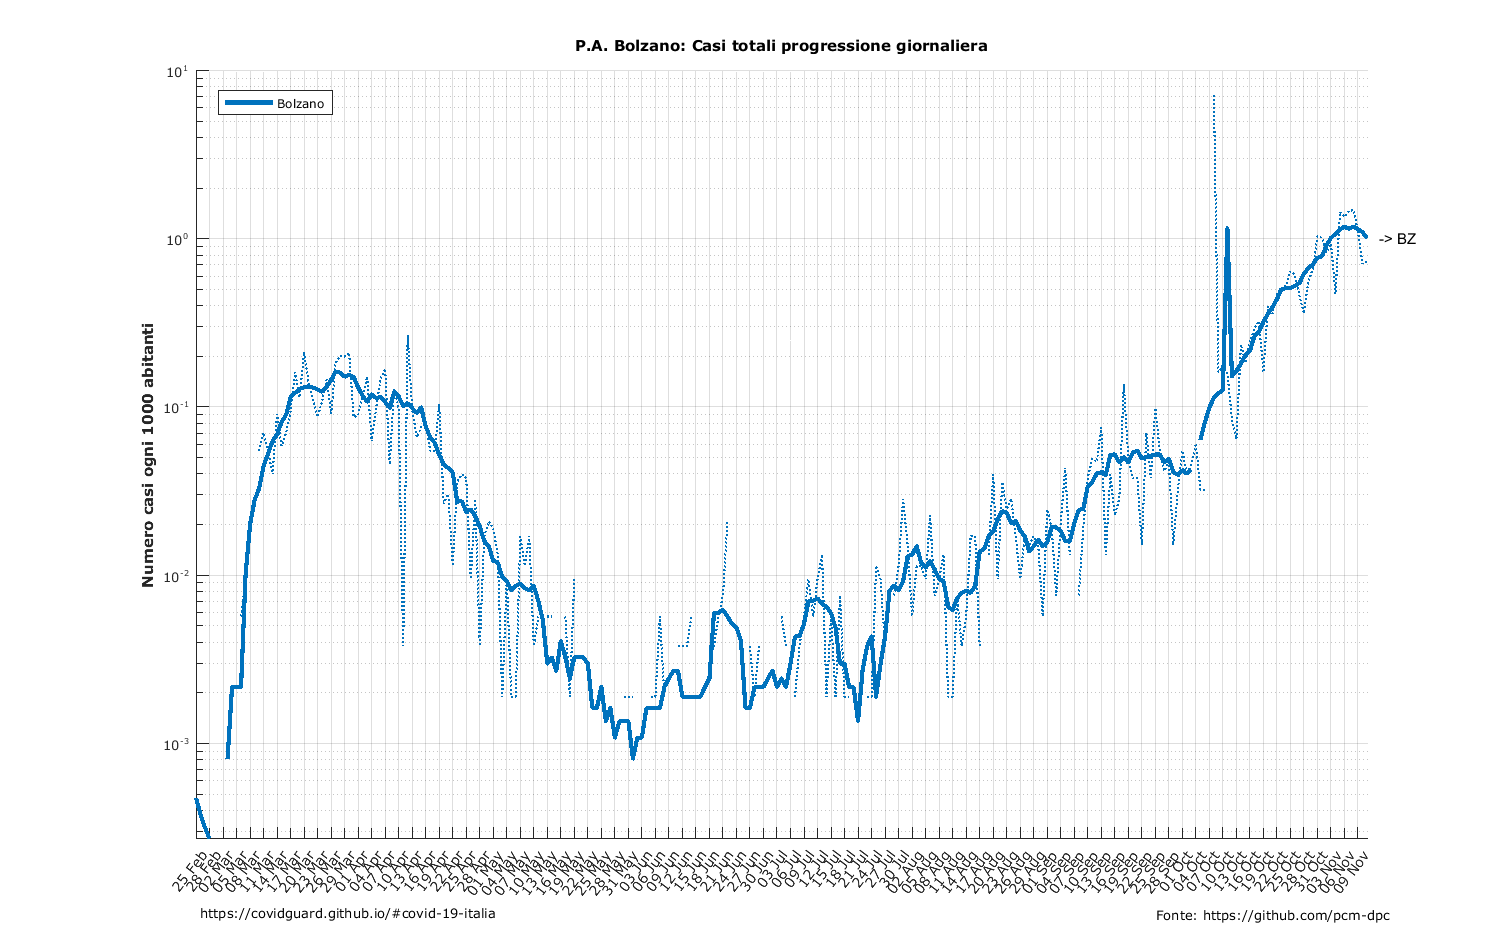 P.A. Bolzano: Casi totali progressione giornaliera
Bolzano
10^1
10^0
10^-1
10^-2
10^-3
Numero casi ogni 1000 abitanti
-> BZ
25 Feb
28 Feb
02 Mar
05 Mar
08 Mar
11 Mar
14 Mar
17 Mar
20 Mar
23 Mar
26 Mar
29 Mar
01 Apr
04 Apr
07 Apr
10 Apr
13 Apr
16 Apr
19 Apr
22 Apr
25 Apr
28 Apr
01 May
04 May
07 May
10 May
13 May
16 May
19 May
22 May
25 May
28 May
31 May
03 Jun
06 Jun
09 Jun
12 Jun
15 Jun
18 Jun
21 Jun
24 Jun
27 Jun
30 Jun
03 Jul
06 Jul
09 Jul
12 Jul
15 Jul
18 Jul
21 Jul
24 Jul
27 Jul
30 Jul
02 Aug
05 Aug
08 Aug
11 Aug
14 Aug
17 Aug
20 Aug
23 Aug
26 Aug
29 Aug
01 Sep
04 Sep
07 Sep
10 Sep
13 Sep
16 Sep
19 Sep
22 Sep
25 Sep
28 Sep
01 Oct
04 Oct
07 Oct
10 Oct
13 Oct
16 Oct
19 Oct
22 Oct
25 Oct
28 Oct
31 Oct
03 Nov
06 Nov
09 Nov
https://covidguard.github.io/#covid-19-italia
Fonte: https://github.com/pcm-dpc